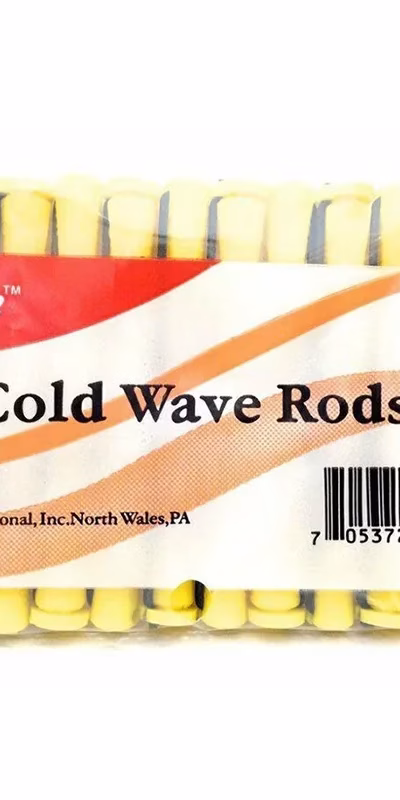 TM
Cold Wave Rods
onal, Inc.North Wales,PA
7 05372